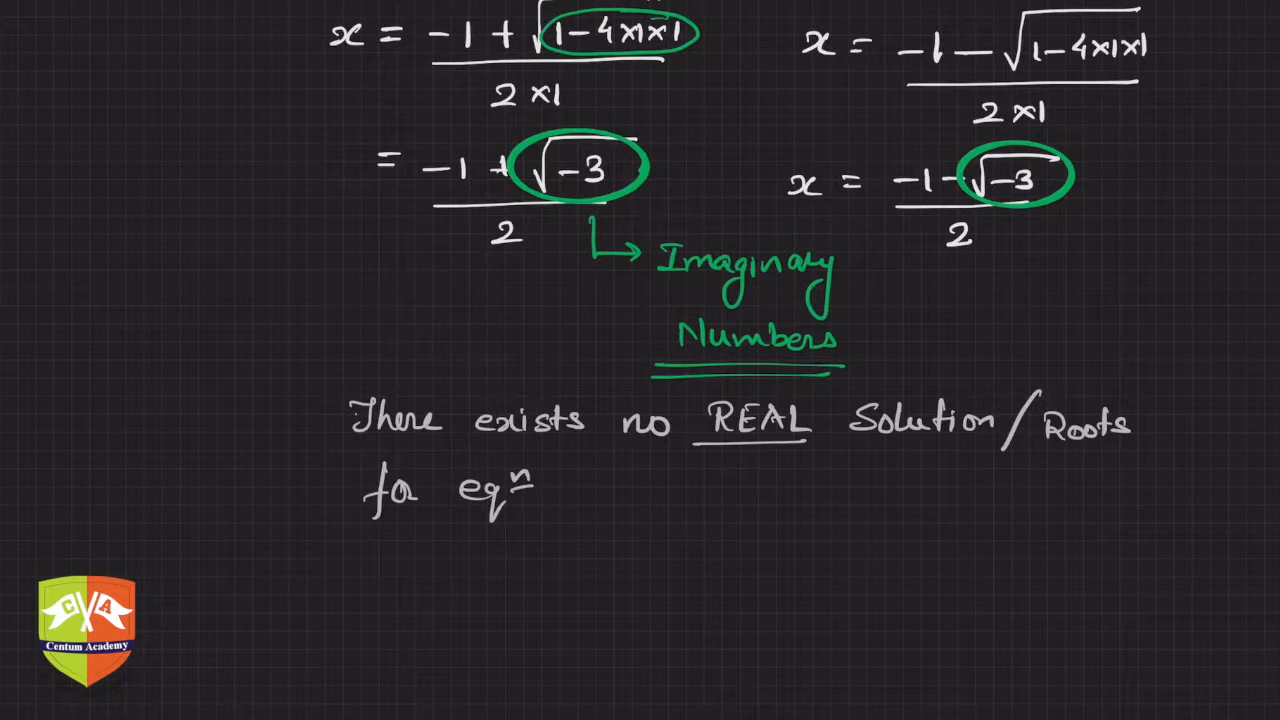 x = -1 + √1-4×1×1 / 2×1
x = -1 - √1-4×1×1 / 2×1
= -1 + √-3 / 2
x = -1 - √-3 / 2
Imaginary
Numbers
There exists no REAL Solution/Roots
for eqⁿ
C A
Centum Academy